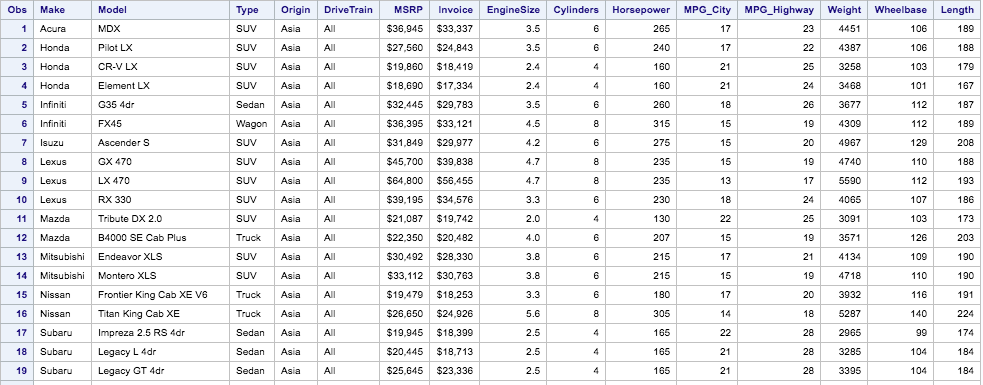 Obs Make Model Type Origin DriveTrain MSRP Invoice EngineSize Cylinders Horsepower MPG_City MPG_Highway Weight Wheelbase Length
1 Acura MDX SUV Asia All $36,945 $33,337 3.5 6 265 17 23 4451 106 189
2 Honda Pilot LX SUV Asia All $27,560 $24,843 3.5 6 240 17 22 4387 106 188
3 Honda CR-V LX SUV Asia All $19,860 $18,419 2.4 4 160 21 25 3258 103 179
4 Honda Element LX SUV Asia All $18,690 $17,334 2.4 4 160 21 24 3468 101 167
5 Infiniti G35 4dr Sedan Asia All $32,445 $29,783 3.5 6 260 18 26 3677 112 187
6 Infiniti FX45 Wagon Asia All $36,395 $33,121 4.5 8 315 15 19 4309 112 189
7 Isuzu Ascender S SUV Asia All $31,849 $29,977 4.2 6 275 15 20 4967 129 208
8 Lexus GX 470 SUV Asia All $45,700 $39,838 4.7 8 235 15 19 4740 110 188
9 Lexus LX 470 SUV Asia All $64,800 $56,455 4.7 8 235 13 17 5590 112 193
10 Lexus RX 330 SUV Asia All $39,195 $34,576 3.3 6 230 18 24 4065 107 186
11 Mazda Tribute DX 2.0 SUV Asia All $21,087 $19,742 2.0 4 130 22 25 3091 103 173
12 Mazda B4000 SE Cab Plus Truck Asia All $22,350 $20,482 4.0 6 207 15 19 3571 126 203
13 Mitsubishi Endeavor XLS SUV Asia All $30,492 $28,330 3.8 6 215 17 21 4134 109 190
14 Mitsubishi Montero XLS SUV Asia All $33,112 $30,763 3.8 6 215 15 19 4718 110 190
15 Nissan Frontier King Cab XE V6 Truck Asia All $19,479 $18,253 3.3 6 180 17 20 3932 116 191
16 Nissan Titan King Cab XE Truck Asia All $26,650 $24,926 5.6 8 305 14 18 5287 140 224
17 Subaru Impreza 2.5 RS 4dr Sedan Asia All $19,945 $18,399 2.5 4 165 22 28 2965 99 174
18 Subaru Legacy L 4dr Sedan Asia All $20,445 $18,713 2.5 4 165 21 28 3285 104 184
19 Subaru Legacy GT 4dr Sedan Asia All $25,645 $23,336 2.5 4 165 21 28 3395 104 184